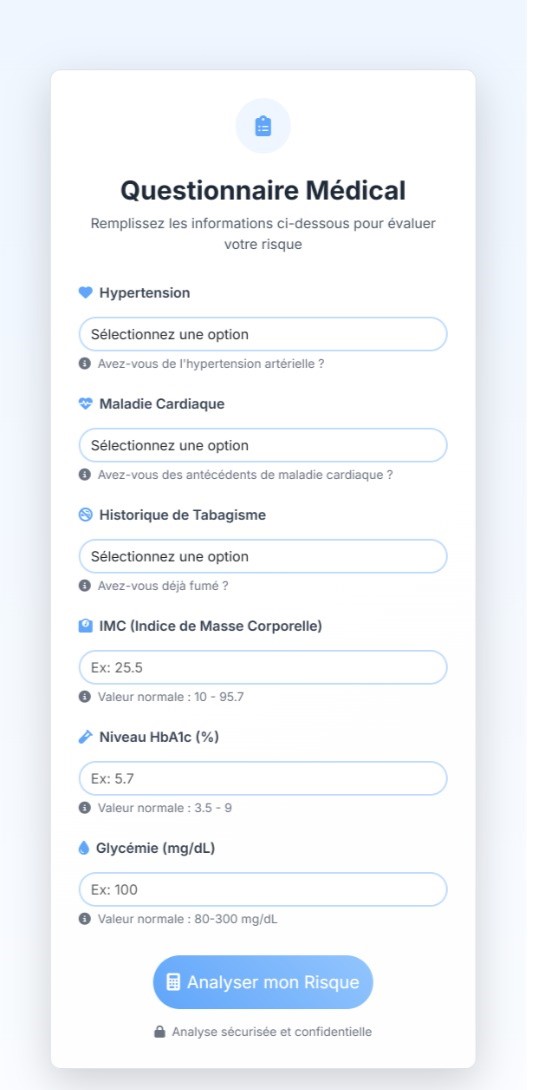 Questionnaire Médical
Remplissez les informations ci-dessous pour évaluer
votre risque
Hypertension
Sélectionnez une option
Avez-vous de l'hypertension artérielle ?
Maladie Cardiaque
Sélectionnez une option
Avez-vous des antécédents de maladie cardiaque ?
Historique de Tabagisme
Sélectionnez une option
Avez-vous déjà fumé ?
IMC (Indice de Masse Corporelle)
Ex: 25.5
Valeur normale : 10 - 95.7
Niveau HbA1c (%)
Ex: 5.7
Valeur normale : 3.5 - 9
Glycémie (mg/dL)
Ex: 100
Valeur normale : 80-300 mg/dL
Analyser mon Risque
Analyse sécurisée et confidentielle